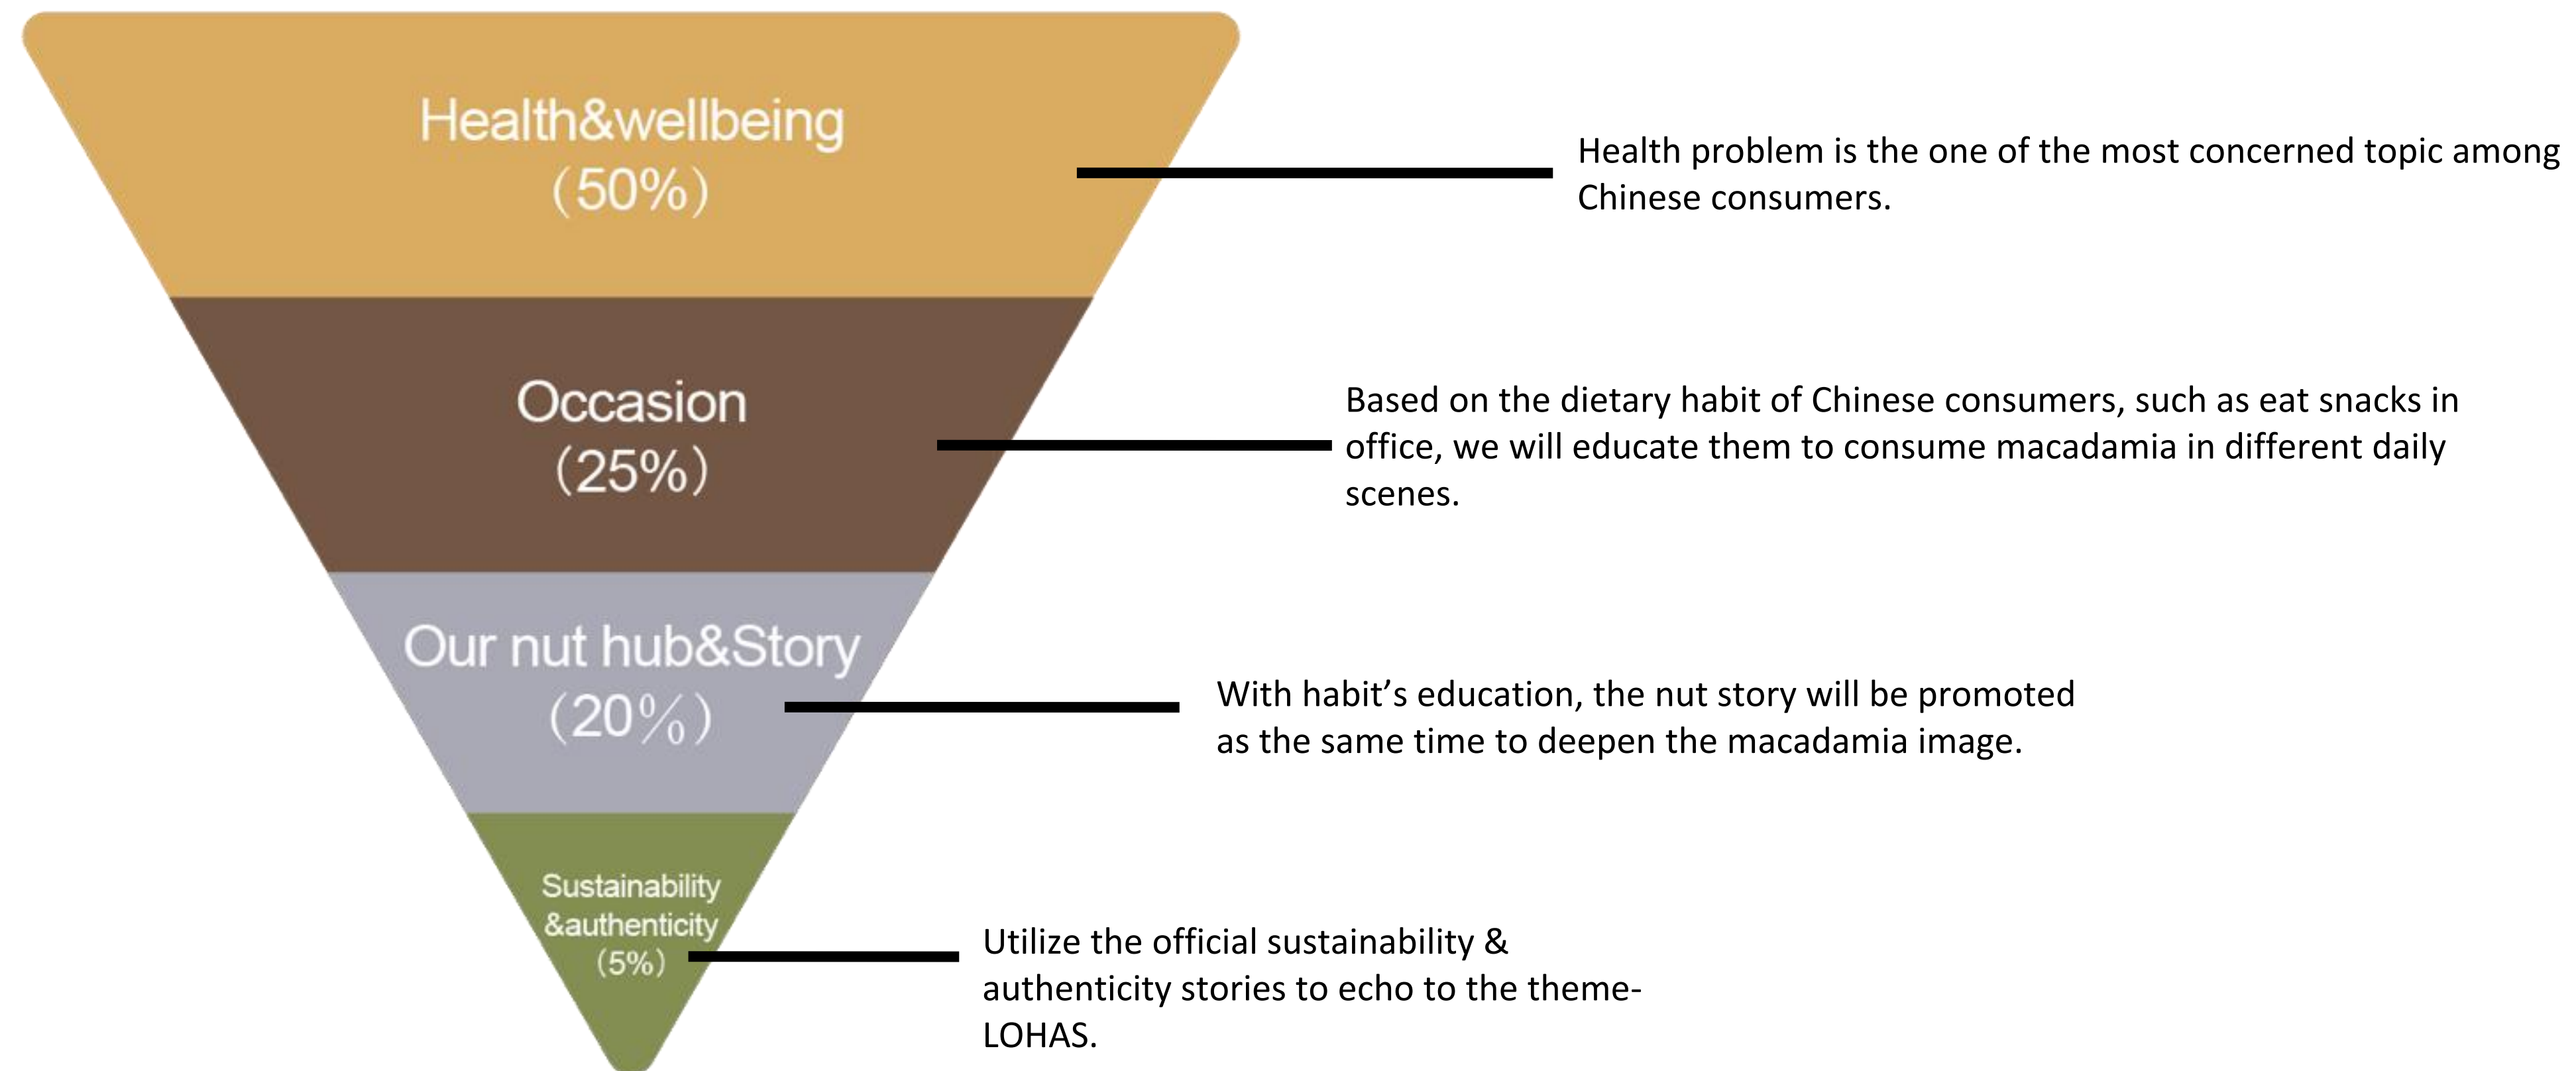 Health&wellbeing
（50%）
Health problem is the one of the most concerned topic among
Chinese consumers.
Occasion
（25%）
Based on the dietary habit of Chinese consumers, such as eat snacks in
office, we will educate them to consume macadamia in different daily
scenes.
Our nut hub&Story
（20%）
With habit’s education, the nut story will be promoted
as the same time to deepen the macadamia image.
Sustainability
&authenticity
（5%）
Utilize the official sustainability &
authenticity stories to echo to the theme-
LOHAS.